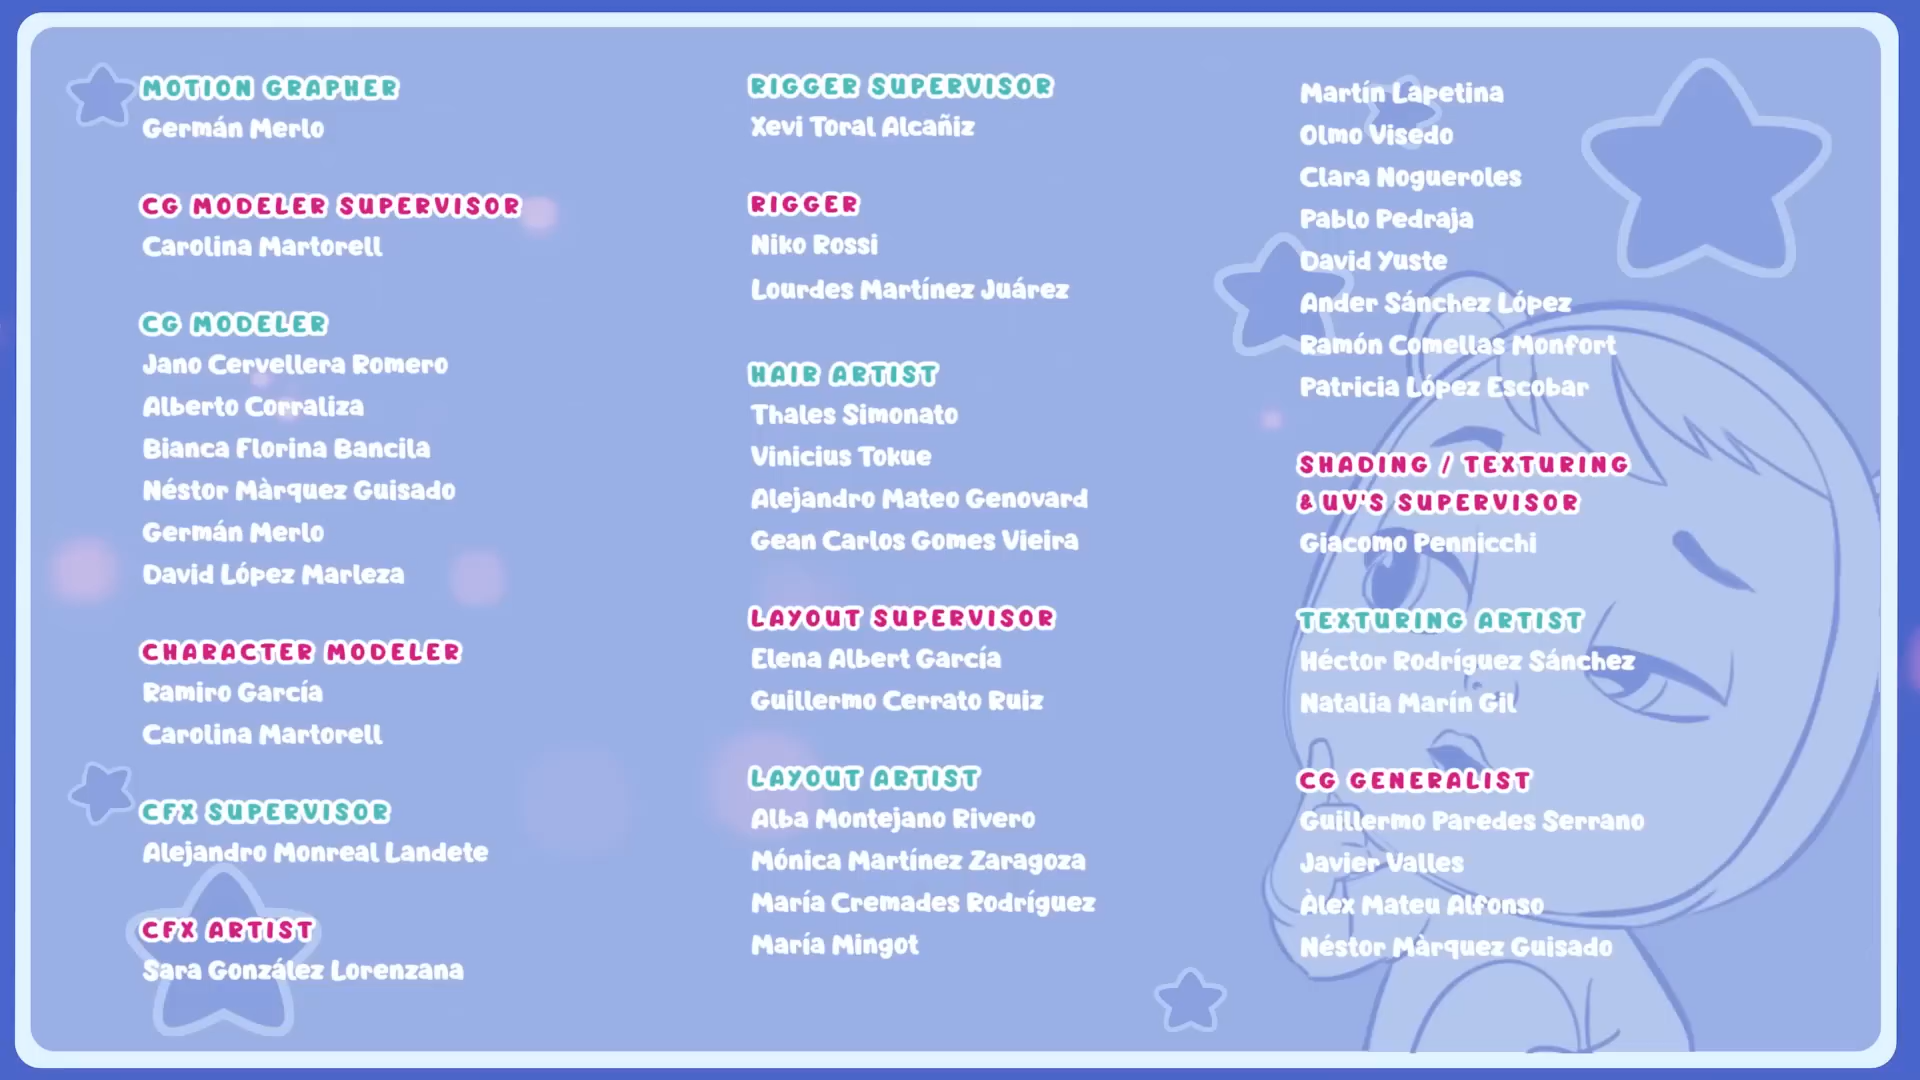 MOTION GRAPHER
Germán Merlo
CG MODELER SUPERVISOR
Carolina Martorell
CG MODELER
Jano Cervellera Romero
Alberto Corraliza
Bianca Florina Bancila
Néstor Màrquez Guisado
Germán Merlo
David López Marleza
CHARACTER MODELER
Ramiro García
Carolina Martorell
CFX SUPERVISOR
Alejandro Monreal Landete
CFX ARTIST
Sara González Lorenzana
RIGGER SUPERVISOR
Xevi Toral Alcañiz
RIGGER
Niko Rossi
Lourdes Martínez Juárez
HAIR ARTIST
Thales Simonato
Vinicius Tokue
Alejandro Mateo Genovard
Gean Carlos Gomes Vieira
LAYOUT SUPERVISOR
Elena Albert García
Guillermo Cerrato Ruiz
LAYOUT ARTIST
Alba Montejano Rivero
Mónica Martínez Zaragoza
María Cremades Rodríguez
María Mingot
Martín Lapetina
Olmo Visedo
Clara Nogueroles
Pablo Pedraja
David Yuste
Ander Sánchez López
Ramón Comellas Monfort
Patricia López Escobar
SHADING / TEXTURING
& UV'S SUPERVISOR
Giacomo Pennicchi
TEXTURING ARTIST
Héctor Rodríguez Sánchez
Natalia Marín Gil
CG GENERALIST
Guillermo Paredes Serrano
Javier Valles
Àlex Mateu Alfonso
Néstor Màrquez Guisado